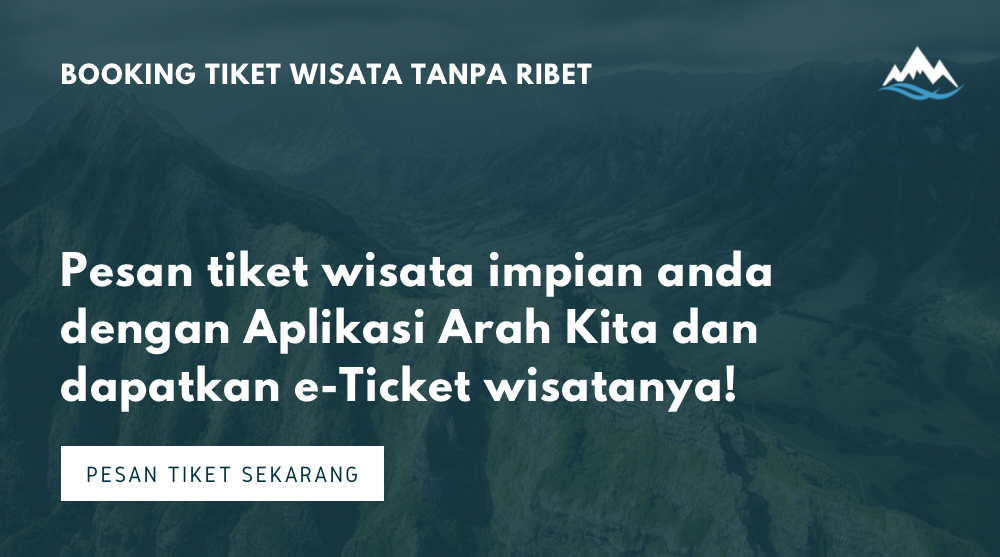 BOOKING TIKET WISATA TANPA RIBET
Pesan tiket wisata impian anda
dengan Aplikasi Arah Kita dan
dapatkan e-Ticket wisatanya!
PESAN TIKET SEKARANG